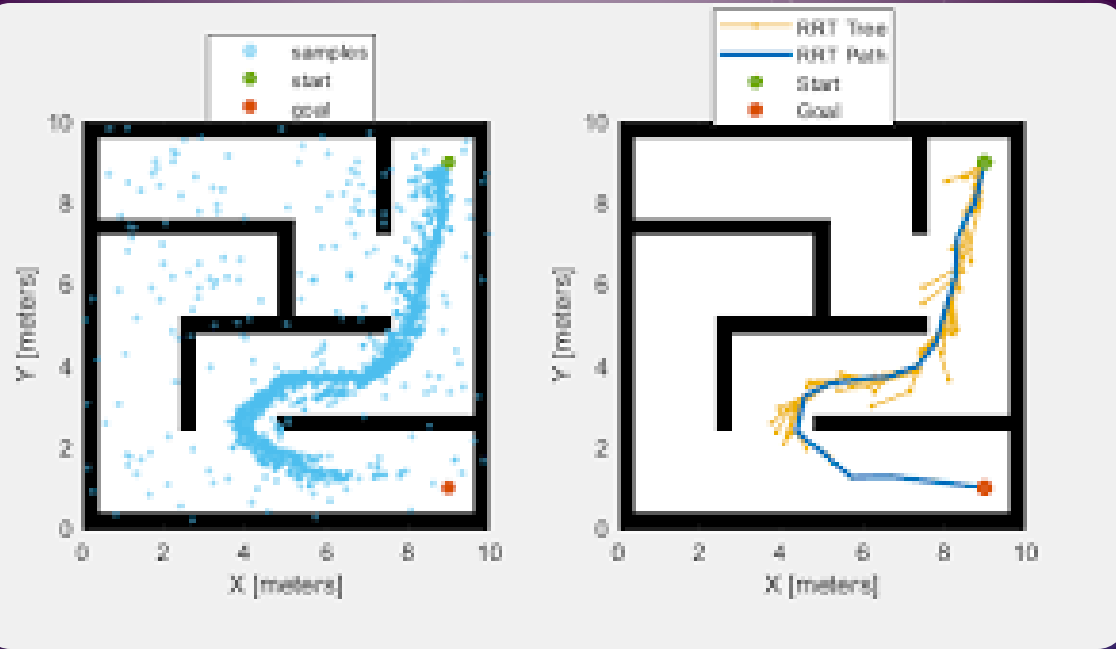 samples
start
goal
10
8
6
4
2
0
0 2 4 6 8 10
X [meters]
Y [meters]
RRT Tree
RRT Path
Start
Goal
10
8
6
4
2
0
0 2 4 6 8 10
X [meters]
Y [meters]